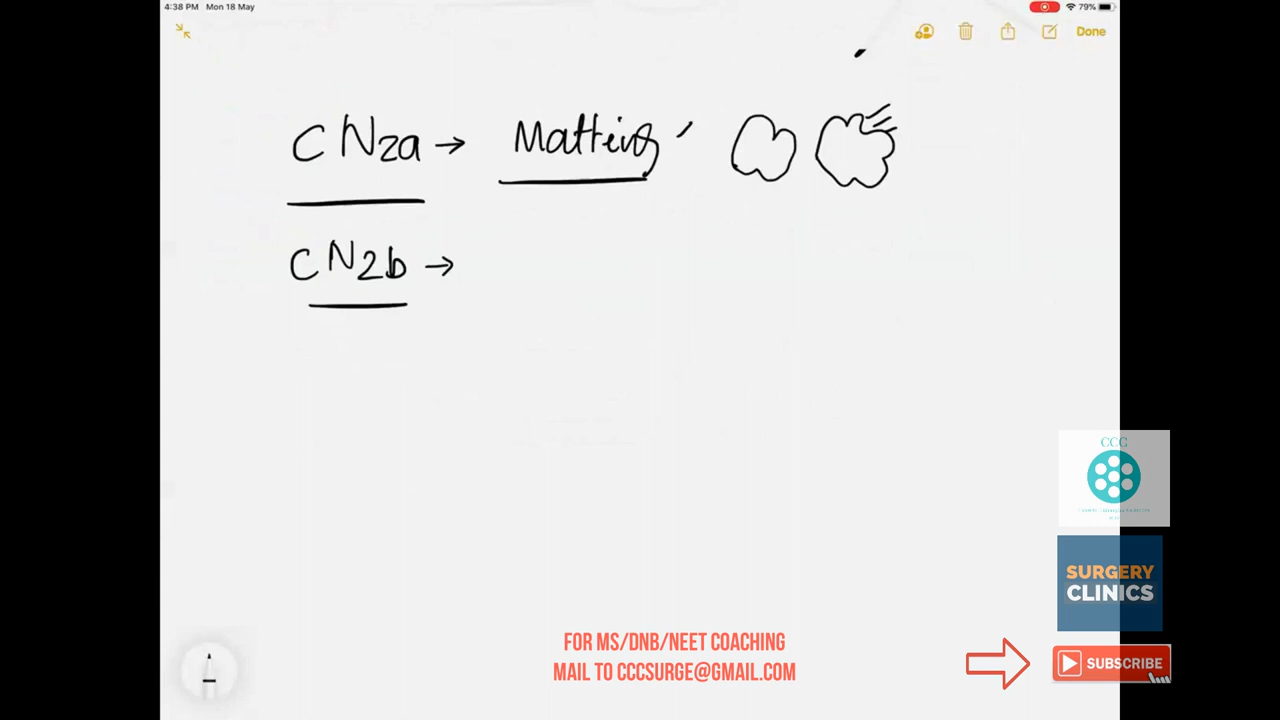 4:38 PM Mon 18 May
79%
Done
CN2a → Matting
CN2b →
CCC
SURGERY
CLINICS
FOR MS/DNB/NEET COACHING
MAIL TO CCCSURGE@GMAIL.COM
SUBSCRIBE